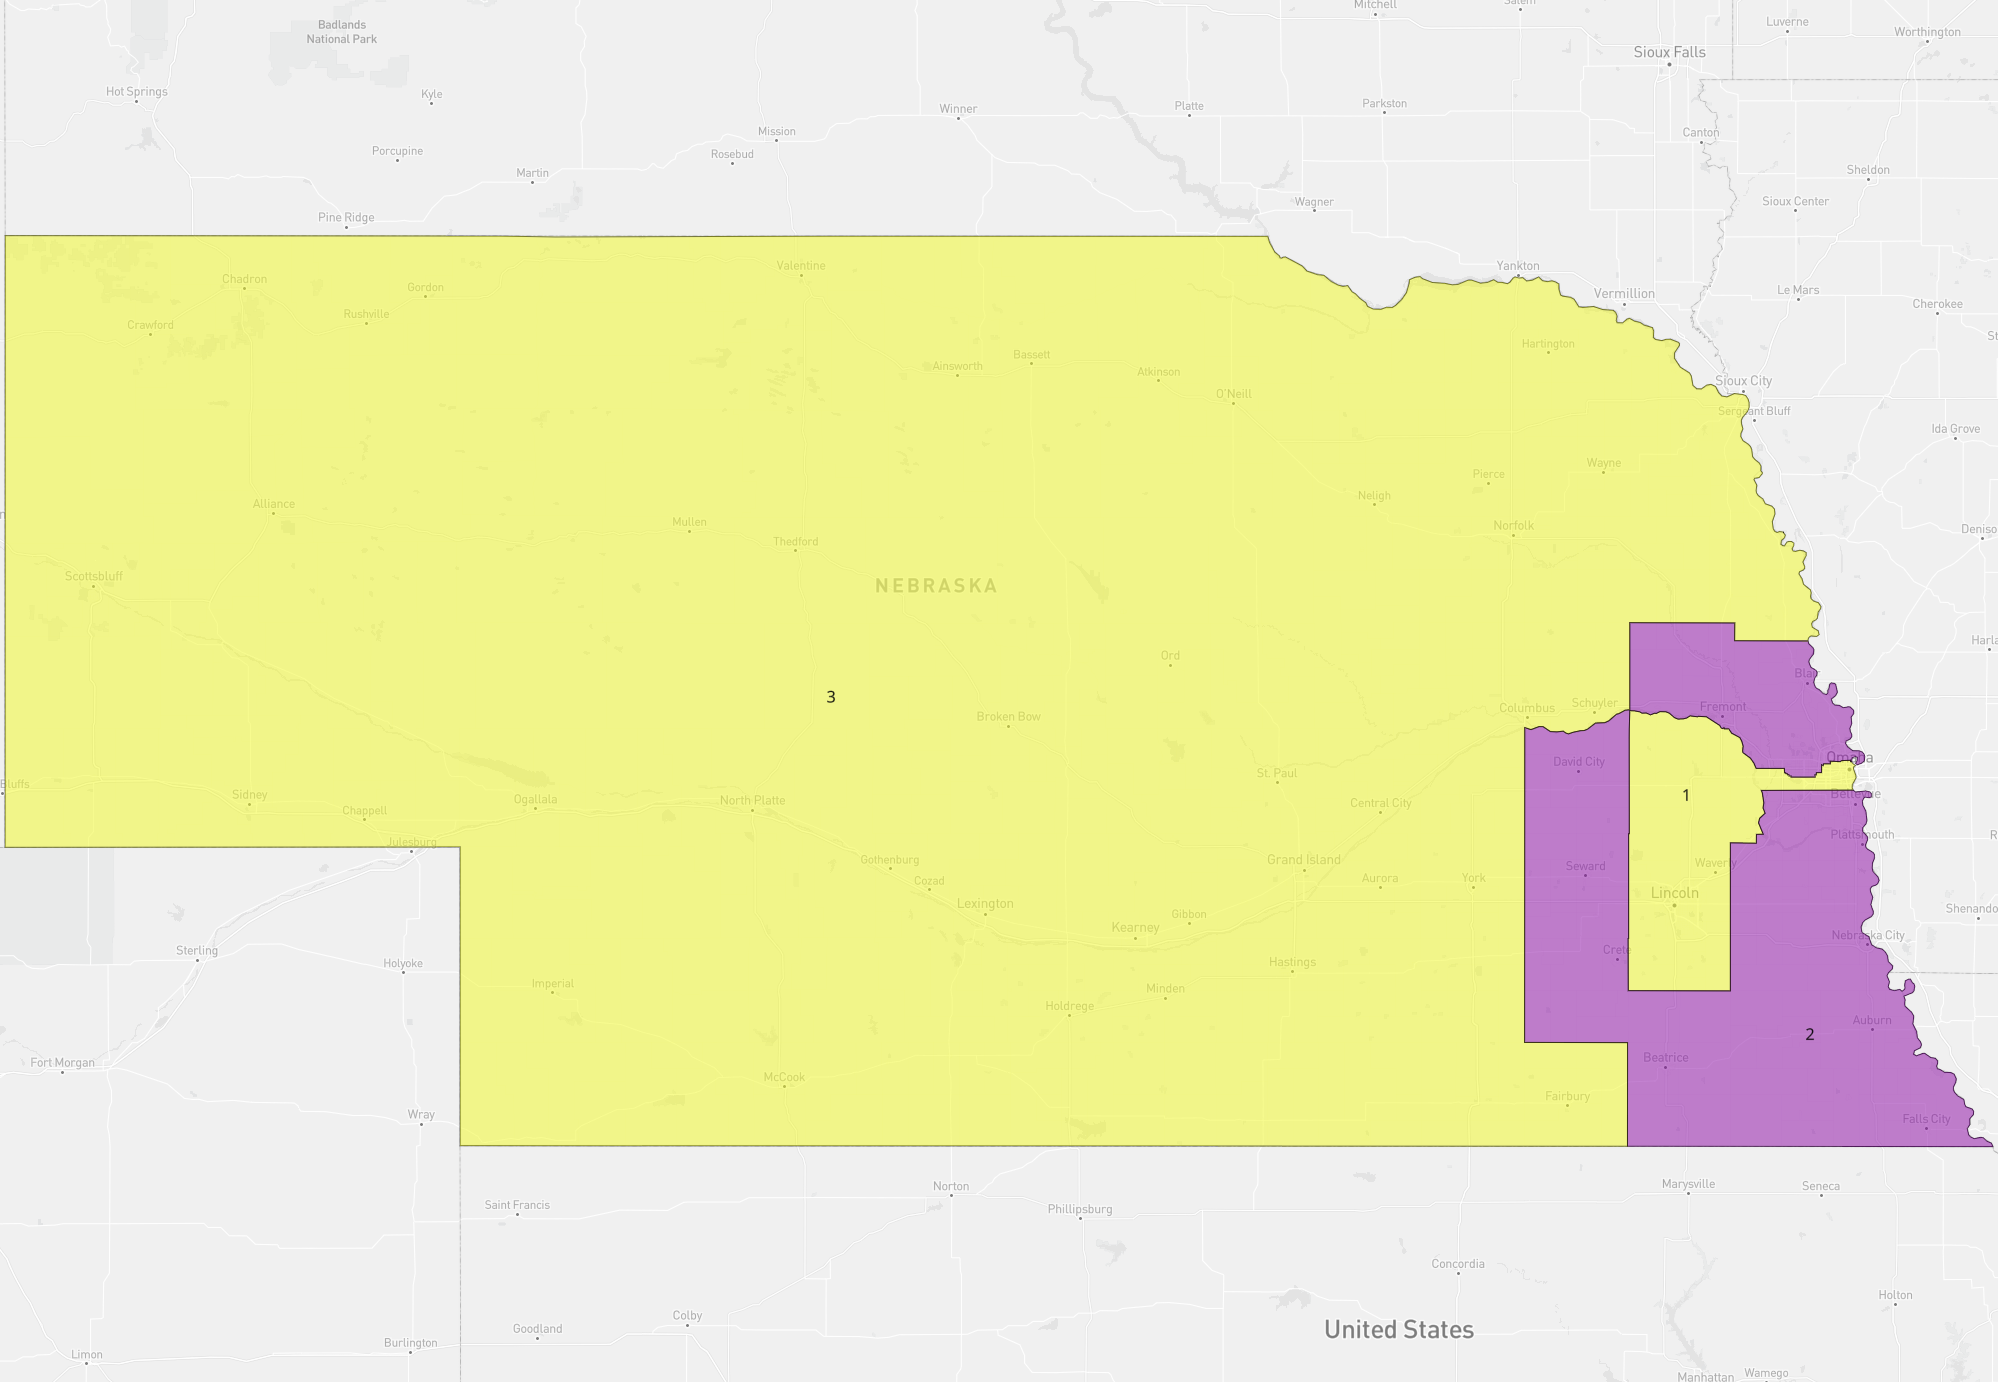 Badlands
National Park
Mitchell
Salem
Luverne
Worthington
Sioux Falls
Hot Springs
Kyle
Winner
Platte
Parkston
Mission
Canton
Porcupine
Rosebud
Martin
Sheldon
Pine Ridge
Wagner
Sioux Center
Chadron
Valentine
Yankton
Gordon
Vermillion
Le Mars
Cherokee
Rushville
Crawford
Hartington
St
Ainsworth
Bassett
Atkinson
O'Neill
Sioux City
Sergeant Bluff
Ida Grove
Wayne
Pierce
Neligh
Alliance
n
Mullen
Norfolk
Deniso
Thedford
Scottsbluff
NEBRASKA
Harla
Ord
Blair
3
Columbus
Schuyler
Fremont
Broken Bow
Omaha
David City
St. Paul
Bluffs
Sidney
Chappell
Ogallala
North Platte
Central City
1
Bellevue
Plattsmouth
R
Julesburg
Gothenburg
Cozad
Grand Island
Aurora
York
Seward
Waverly
Lincoln
Lexington
Gibbon
Kearney
Shenando
Nebraska City
Sterling
Holyoke
Hastings
Crete
Imperial
Minden
Holdrege
Auburn
2
Fort Morgan
Beatrice
McCook
Fairbury
Wray
Falls City
Norton
Saint Francis
Phillipsburg
Marysville
Seneca
Concordia
Holton
Colby
Goodland
United States
Burlington
Limon
Manhattan
Wamego